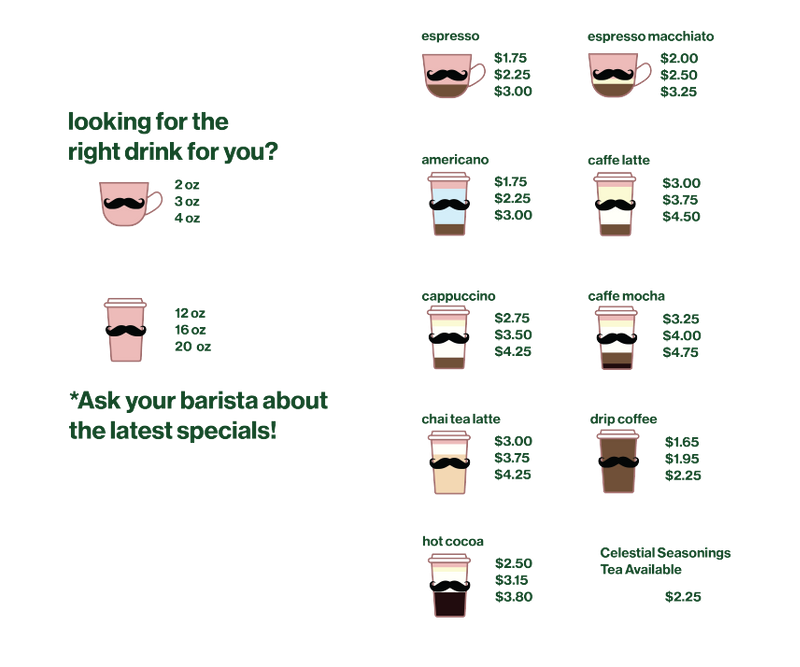 looking for the
right drink for you?
2 oz
3 oz
4 oz
12 oz
16 oz
20 oz
*Ask your barista about
the latest specials!
espresso
$1.75
$2.25
$3.00
espresso macchiato
$2.00
$2.50
$3.25
americano
$1.75
$2.25
$3.00
caffe latte
$3.00
$3.75
$4.50
cappuccino
$2.75
$3.50
$4.25
caffe mocha
$3.25
$4.00
$4.75
chai tea latte
$3.00
$3.75
$4.25
drip coffee
$1.65
$1.95
$2.25
hot cocoa
$2.50
$3.15
$3.80
Celestial Seasonings
Tea Available
$2.25